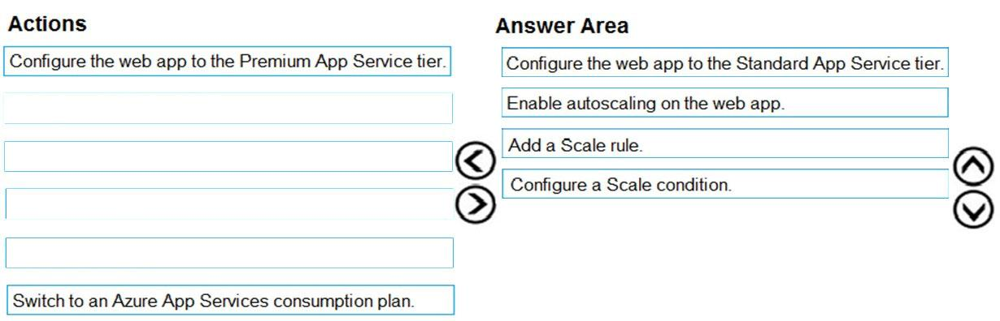 Actions
Configure the web app to the Premium App Service tier.
Switch to an Azure App Services consumption plan.
Answer Area
Configure the web app to the Standard App Service tier.
Enable autoscaling on the web app.
Add a Scale rule.
Configure a Scale condition.